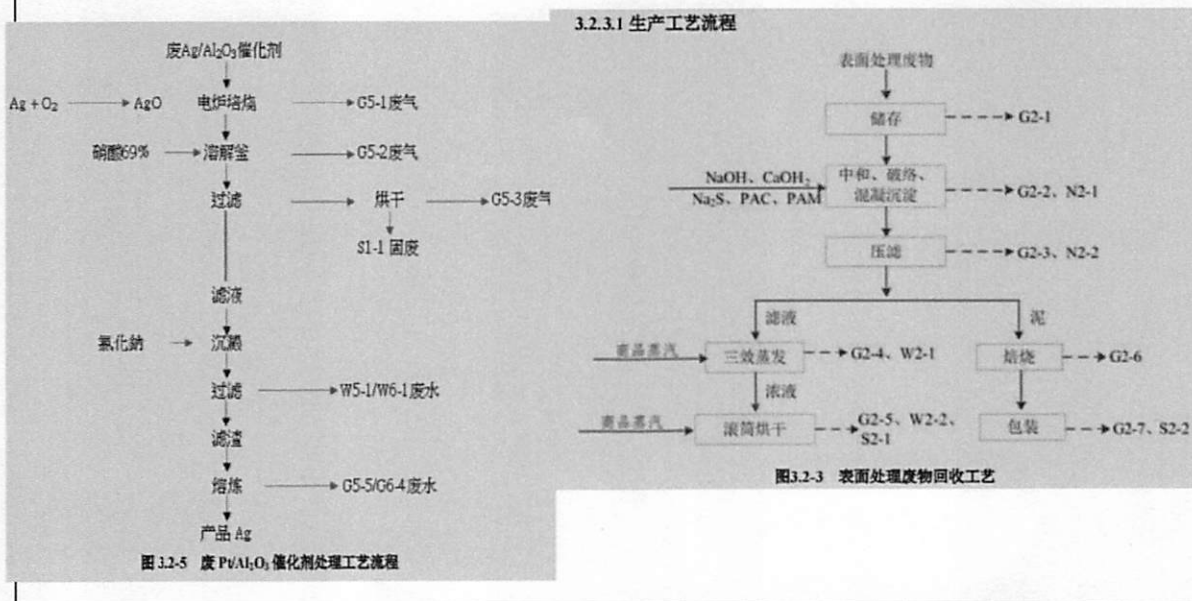 废Ag/Al₂O₃催化剂
Ag + O₂
AgO
电炉焙烧
G5-1废气
硝酸69%
溶解釜
G5-2废气
过滤
烘干
G5-3废气
S1-1 固废
滤液
氯化钠
沉淀
过滤
W5-1/W6-1废水
滤渣
熔炼
G5-5/G6-4废水
产品 Ag
图 3.2-5 废 Pt/Al₂O₃ 催化剂处理工艺流程
3.2.3.1 生产工艺流程
表面处理废物
储存
G2-1
NaOH、CaOH₂
Na₂S、PAC、PAM
中和、破络、
混凝沉淀
G2-2、N2-1
压滤
G2-3、N2-2
滤液
泥
商品蒸汽
三效蒸发
G2-4、W2-1
焙烧
G2-6
浓液
商品蒸汽
滚筒烘干
G2-5、W2-2、
S2-1
包装
G2-7、S2-2
图3.2-3 表面处理废物回收工艺